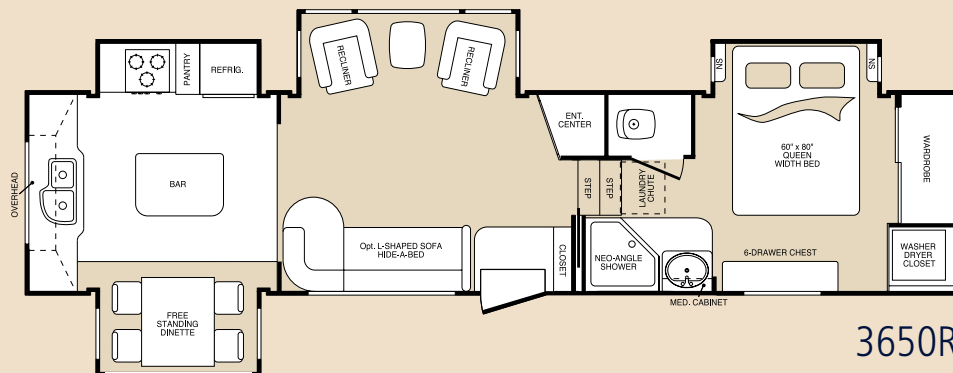 RECLINER
RECLINER
PANTRY
REFRIG.
NS
NS
ENT.
CENTER
60" x 80"
QUEEN
WIDTH BED
WARDROBE
OVERHEAD
BAR
STEP
STEP
LAUNDRY
CHUTE
Opt. L-SHAPED SOFA
HIDE-A-BED
CLOSET
NEO-ANGLE
SHOWER
6-DRAWER CHEST
WASHER
DRYER
CLOSET
MED. CABINET
FREE
STANDING
DINETTE
3650R